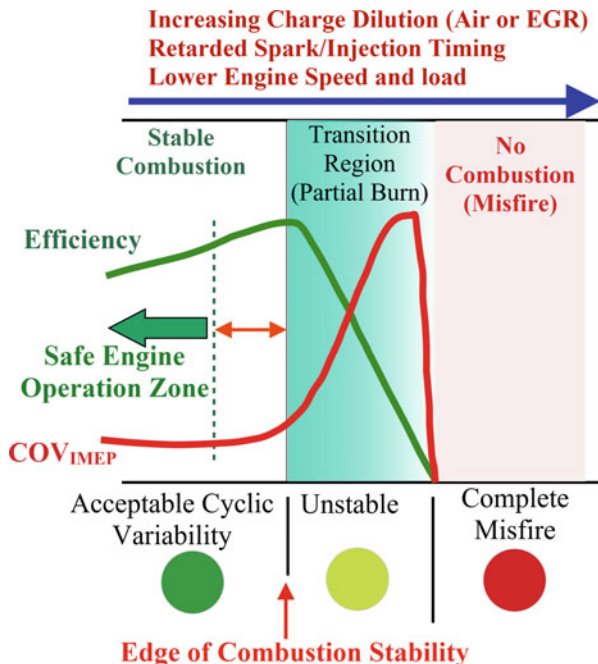 Increasing Charge Dilution (Air or EGR)
Retarded Spark/Injection Timing
Lower Engine Speed and load
Stable
Combustion
Transition
Region
(Partial Burn)
No
Combustion
(Misfire)
Efficiency
Safe Engine
Operation Zone
COVIMEP
Acceptable Cyclic
Variability
Unstable
Complete
Misfire
Edge of Combustion Stability